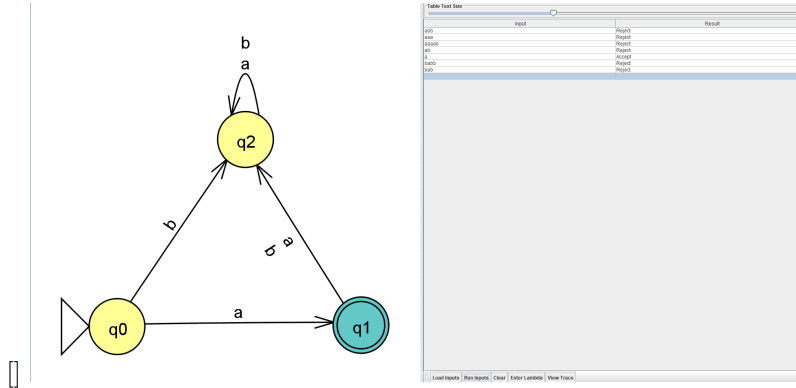 b
a
q2
b
a
b
q0
a
q1
Table Text Size
Input Result
abb Reject
aaa Reject
aaaab Reject
ab Reject
a Accept
babb Reject
bab Reject
Load Inputs Run Inputs Clear Enter Lambda View Trace
[]